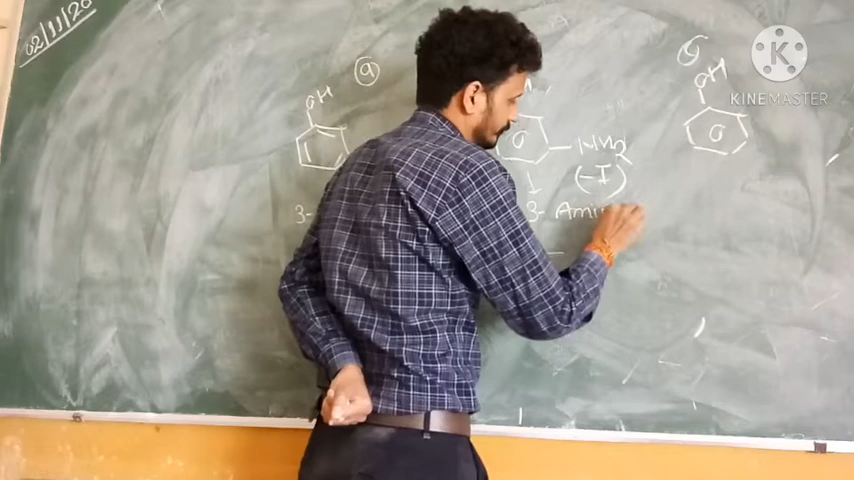 02/11/20
a
OH
3-
NH2
(-I)
3- Amin
OH
K
KINEMASTER